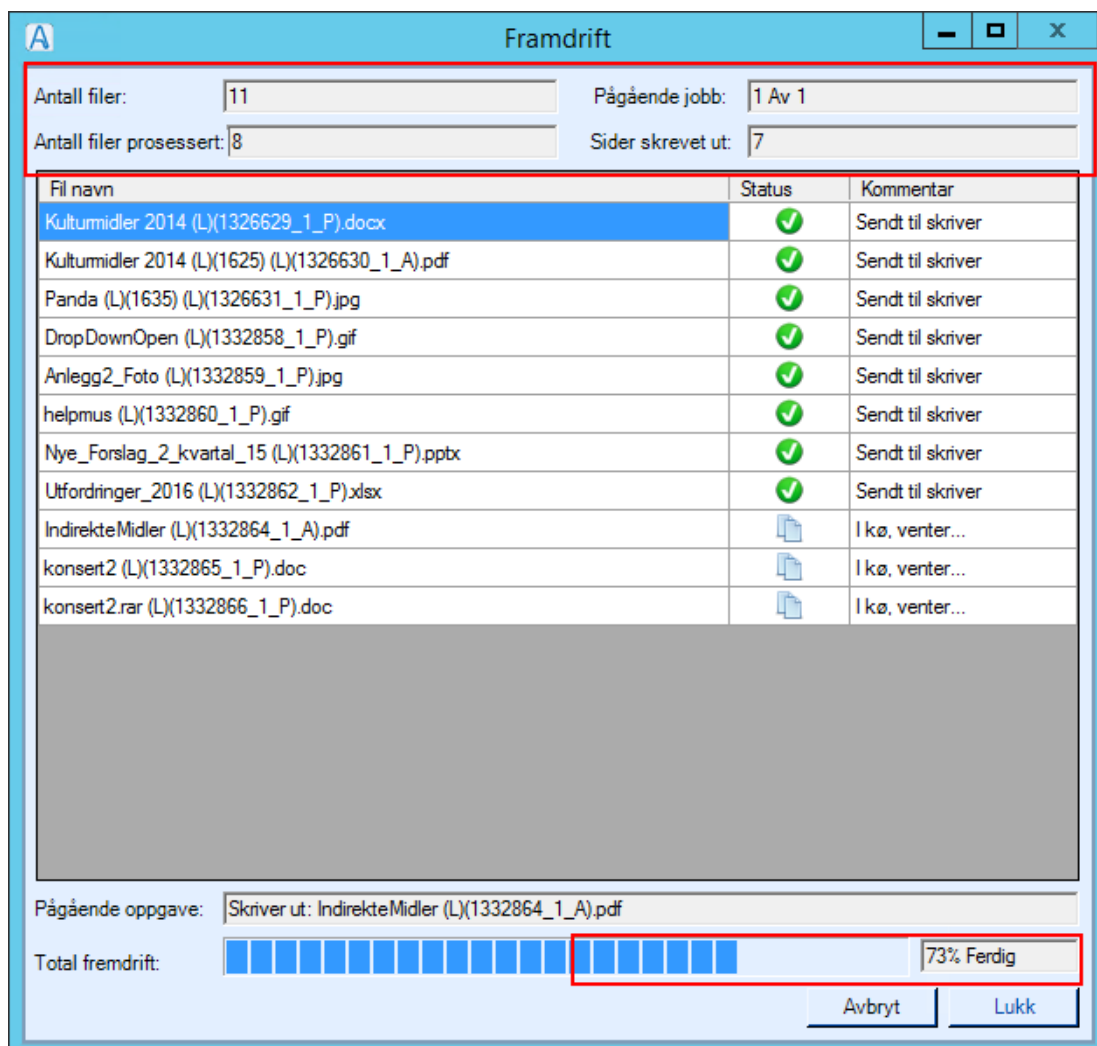 A
Framdrift
Antall filer: 11 Pågående jobb: 1 Av 1
Antall filer prosessert: 8 Sider skrevet ut: 7
Fil navn Status Kommentar
Kulturmidler 2014 (L)(1326629_1_P).docx Sendt til skriver
Kulturmidler 2014 (L)(1625) (L)(1326630_1_A).pdf Sendt til skriver
Panda (L)(1635) (L)(1326631_1_P).jpg Sendt til skriver
DropDownOpen (L)(1332858_1_P).gif Sendt til skriver
Anlegg2_Foto (L)(1332859_1_P).jpg Sendt til skriver
helpmus (L)(1332860_1_P).gif Sendt til skriver
Nye_Forslag_2_kvartal_15 (L)(1332861_1_P).pptx Sendt til skriver
Utfordringer_2016 (L)(1332862_1_P).xlsx Sendt til skriver
IndirekteMidler (L)(1332864_1_A).pdf I kø, venter...
konsert2 (L)(1332865_1_P).doc I kø, venter...
konsert2.rar (L)(1332866_1_P).doc I kø, venter...
Pågående oppgave: Skriver ut: IndirekteMidler (L)(1332864_1_A).pdf
Total fremdrift: 73% Ferdig
Avbryt Lukk